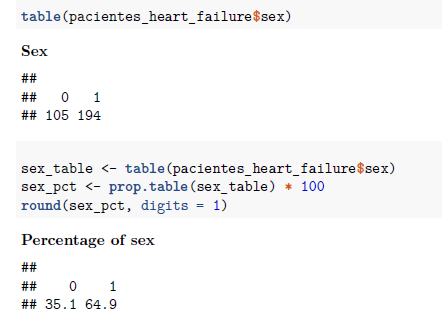 table(pacientes_heart_failure$sex)
Sex
##
##   0   1
## 105 194
sex_table <- table(pacientes_heart_failure$sex)
sex_pct <- prop.table(sex_table) * 100
round(sex_pct, digits = 1)
Percentage of sex
##
##    0    1
## 35.1 64.9